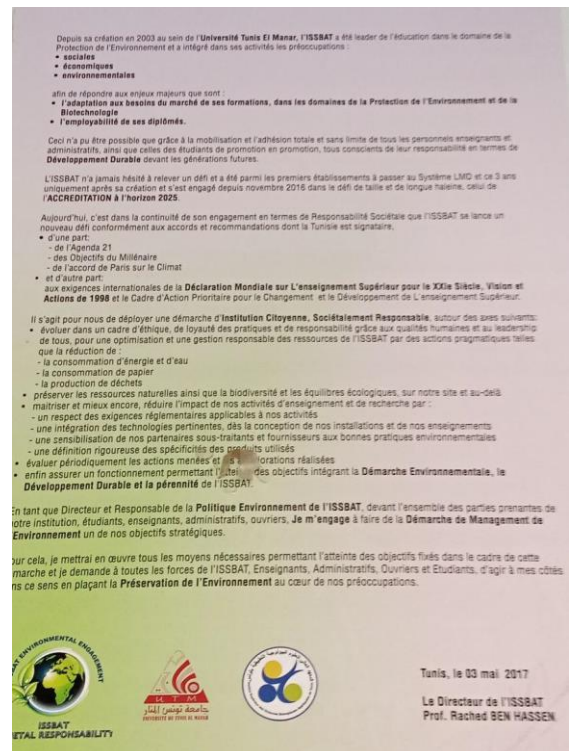 Depuis sa création en 2003 au sein de l'Université Tunis El Manar, l'ISSBAT a été leader de l'éducation dans le domaine de la
Protection de l'Environnement et a intégré dans ses activités les préoccupations :
• sociales
• économiques
• environnementales
afin de répondre aux enjeux majeurs que sont :
• l'adaptation aux besoins du marché de ses formations, dans les domaines de la Protection de l'Environnement et de la
Biotechnologie
• l'employabilité de ses diplômés.
Ceci n'a pu être possible que grâce à la mobilisation et l'adhésion totale et sans limite de tous les personnels enseignants et
administratifs, ainsi que celles des étudiants de promotion en promotion, tous conscients de leur responsabilité en termes de
Développement Durable devant les générations futures.
L'ISSBAT n'a jamais hésité à relever un défi et a été parmi les premiers établissements à passer au Système LMD et ce 3 ans
uniquement après sa création et s'est engagé depuis novembre 2016 dans le défi de taille et de longue haleine, celui de
l'ACCREDITATION à l'horizon 2025.
Aujourd'hui, c'est dans la continuité de son engagement en termes de Responsabilité Sociétale que l'ISSBAT se lance un
nouveau défi conformément aux accords et recommandations dont la Tunisie est signataire,
• d'une part:
- de l'Agenda 21
- des Objectifs du Millénaire
- de l'accord de Paris sur le Climat
• et d'autre part:
aux exigences internationales de la Déclaration Mondiale sur L'enseignement Supérieur pour le XXIe Siècle, Vision et
Actions de 1998 et le Cadre d'Action Prioritaire pour le Changement et le Développement de L'enseignement Supérieur.
Il s'agit pour nous de déployer une démarche d'Institution Citoyenne, Sociétalement Responsable, autour des axes suivants:
• évoluer dans un cadre d'éthique, de loyauté des pratiques et de responsabilité grâce aux qualités humaines et au leadership
de tous, pour une optimisation et une gestion responsable des ressources de l'ISSBAT par des actions pragmatiques telles
que la réduction de :
- la consommation d'énergie et d'eau
- la consommation de papier
- la production de déchets
• préserver les ressources naturelles ainsi que la biodiversité et les équilibres écologiques, sur notre site et au-delà
• maitriser et mieux encore, réduire l'impact de nos activités d'enseignement et de recherche par :
- un respect des exigences réglementaires applicables à nos activités
- une intégration des technologies pertinentes, dès la conception de nos installations et de nos enseignements
- une sensibilisation de nos partenaires sous-traitants et fournisseurs aux bonnes pratiques environnementales
- une définition rigoureuse des spécificités des produits utilisés
• évaluer périodiquement les actions menées et réalisées
• enfin assurer un fonctionnement permettant des objectifs intégrant la Démarche Environnementale, le
Développement Durable et la pérennité de l'ISSBAT.
En tant que Directeur et Responsable de la Politique Environnement de l'ISSBAT, devant l'ensemble des parties prenantes de
otre institution, étudiants, enseignants, administratifs, ouvriers, Je m'engage à faire de la Démarche de Management de
Environnement un de nos objectifs stratégiques.
our cela, je mettrai en œuvre tous les moyens nécessaires permettant l'atteinte des objectifs fixés dans le cadre de cette
marche et je demande à toutes les forces de l'ISSBAT, Enseignants, Administratifs, Ouvriers et Etudiants, d'agir à mes côtés
ns ce sens en plaçant la Préservation de l'Environnement au cœur de nos préoccupations.
Tunis, le 03 mai 2017
Le Directeur de l'ISSBAT
Prof. Rached BEN HASSEN
AT ENVIRONMENTAL ENGAGEMENT
ISSBAT
ETAL RESPONSABILITY
U T M
جامعة تونس المنار
UNIVERSITÉ DE TUNIS EL MANAR